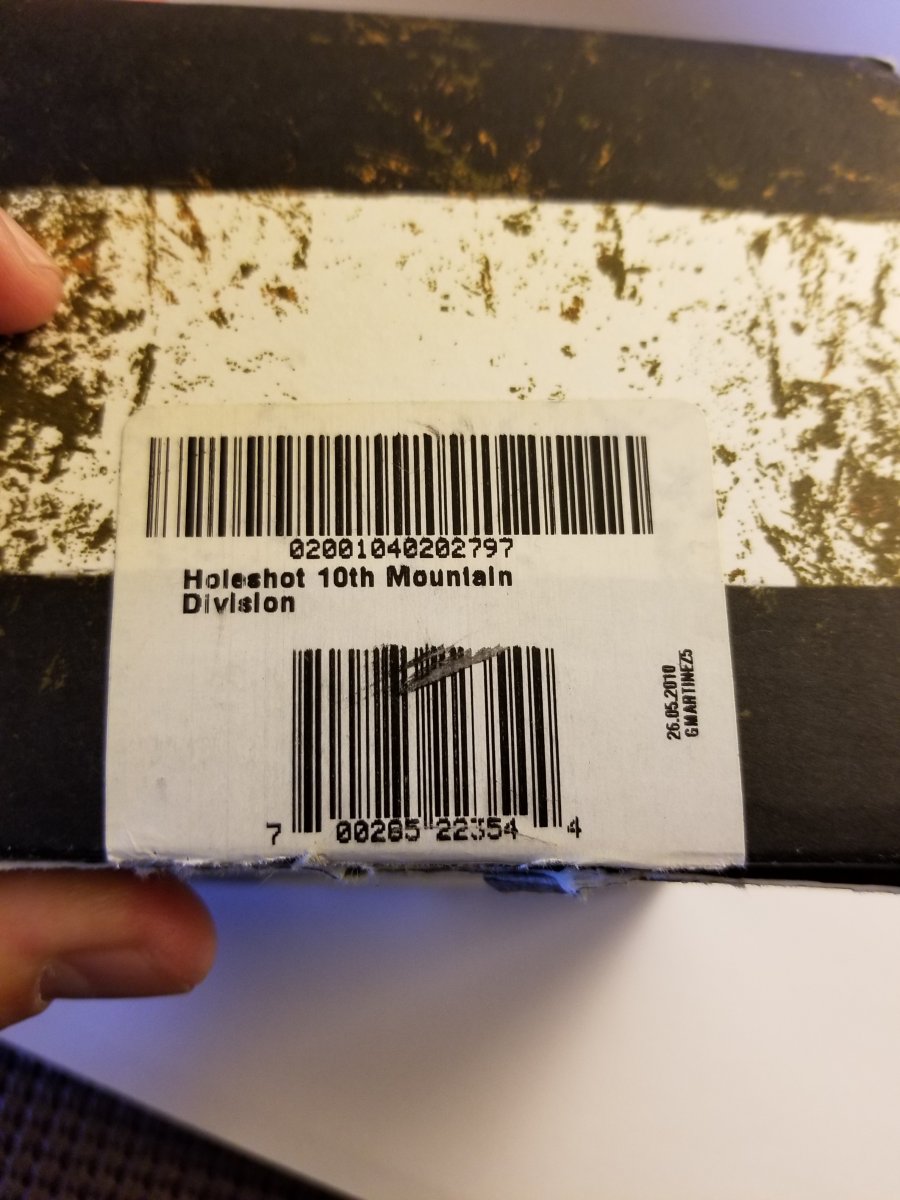 02001040202797
Holeshot 10th Mountain
Division
26.05.2010
GMARTINEZ5
7 00285 22354 4